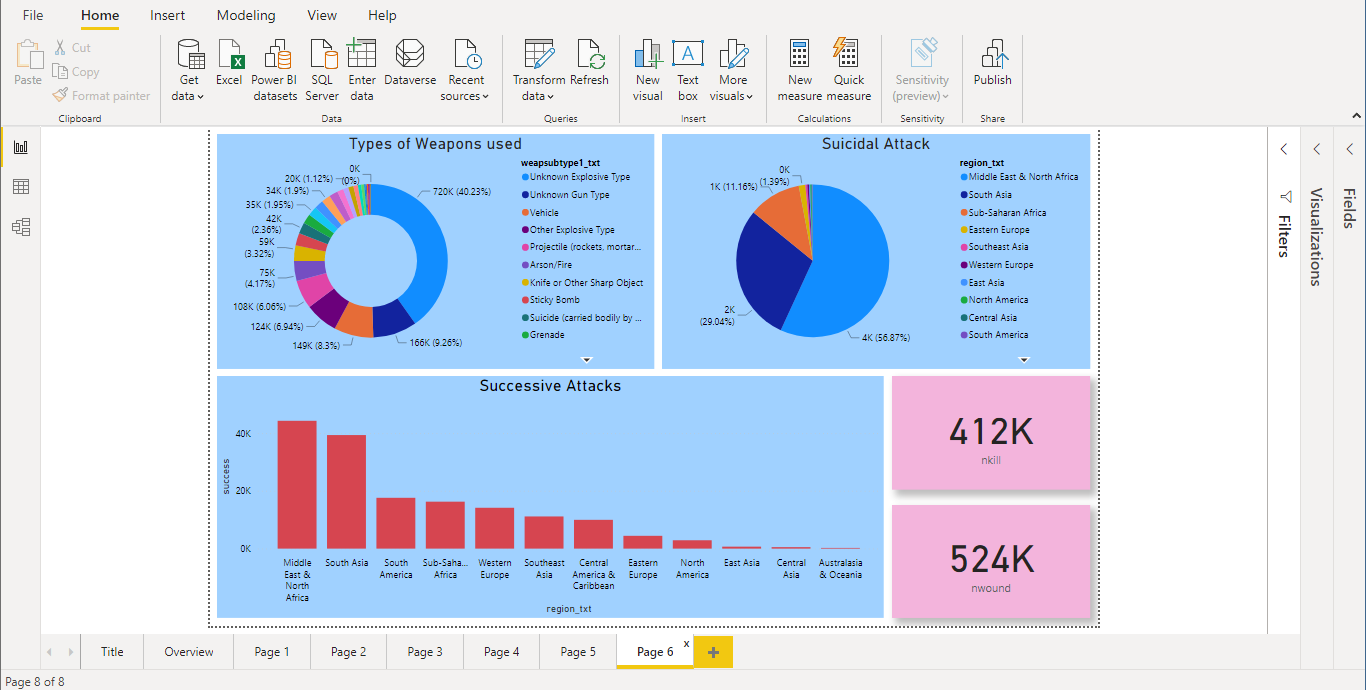 File Home Insert Modeling View Help
Paste
Cut
Copy
Format painter
Clipboard
Get data
Excel
Power BI datasets
SQL Server
Enter data
Dataverse
Recent sources
Data
Transform data
Refresh
Queries
New visual
Text box
More visuals
Insert
New measure
Quick measure
Calculations
Sensitivity (preview)
Sensitivity
Publish
Share
Types of Weapons used
0K
(0%)
20K (1.12%)
34K (1.9%)
35K (1.95%)
42K
(2.36%)
59K
(3.32%)
75K
(4.17%)
108K (6.06%)
124K (6.94%)
149K (8.3%)
166K (9.26%)
720K (40.23%)
weapsubtype1_txt
Unknown Explosive Type
Unknown Gun Type
Vehicle
Other Explosive Type
Projectile (rockets, mortar...
Arson/Fire
Knife or Other Sharp Object
Sticky Bomb
Suicide (carried bodily by ...
Grenade
Suicidal Attack
0K
(1.39%)
1K (11.16%)
2K
(29.04%)
4K (56.87%)
region_txt
Middle East & North Africa
South Asia
Sub-Saharan Africa
Eastern Europe
Southeast Asia
Western Europe
East Asia
North America
Central Asia
South America
Successive Attacks
success
40K
20K
0K
Middle
East &
North
Africa
South Asia
South
America
Sub-Saha...
Africa
Western
Europe
Southeast
Asia
Central
America &
Caribbean
Eastern
Europe
North
America
East Asia
Central
Asia
Australasia
& Oceania
region_txt
412K
nkill
524K
nwound
Filters
Visualizations
Fields
Title Overview Page 1 Page 2 Page 3 Page 4 Page 5 Page 6 x +
Page 8 of 8